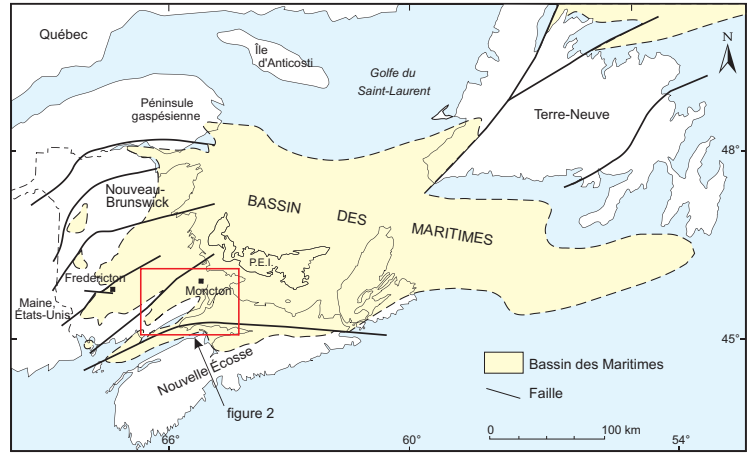 Québec
Île
d'Anticosti
Golfe du
Saint-Laurent
N
Péninsule
gaspésienne
Terre-Neuve
48°
Nouveau-
Brunswick
BASSIN DES MARITIMES
P.E.I.
Fredericton
Moncton
Maine,
États-Unis
45°
Nouvelle Écosse
figure 2
Bassin des Maritimes
Faille
0 100 km
66° 60° 54°